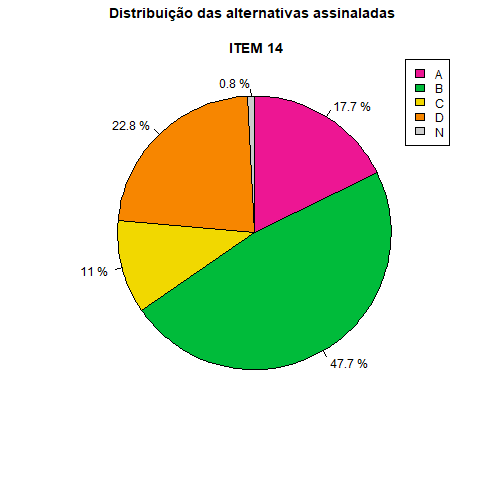 Distribuição das alternativas assinaladas
ITEM 14
0.8 %
17.7 %
22.8 %
11 %
47.7 %
A
B
C
D
N